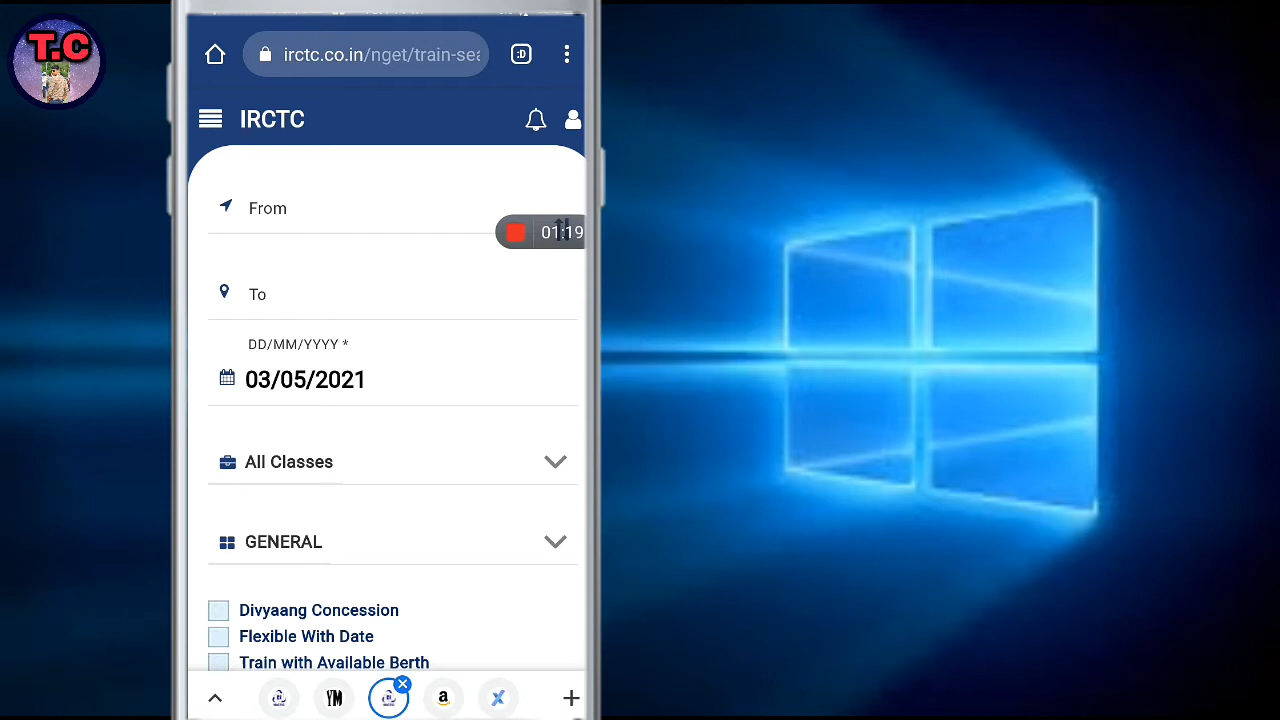 T.C
:D
irctc.co.in/nget/train-sea
IRCTC
From
01:19
To
DD/MM/YYYY *
03/05/2021
All Classes
GENERAL
Divyaang Concession
Flexible With Date
Train with Available Berth
YM
a
X